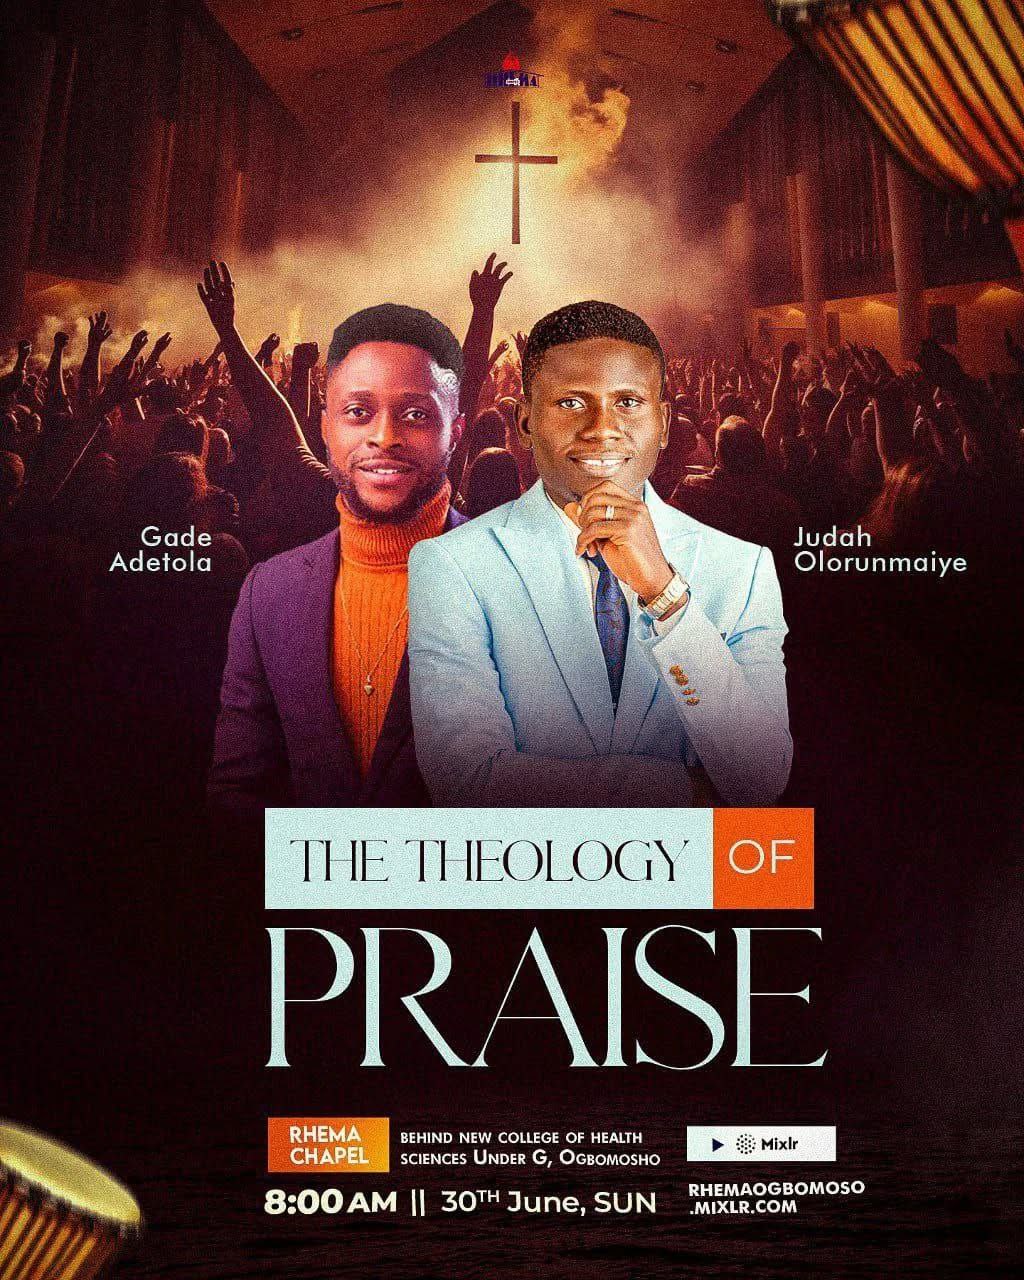 RHEMA
Gade
Adetola
Judah
Olorunmaiye
THE THEOLOGY OF
PRAISE
RHEMA
CHAPEL
BEHIND NEW COLLEGE OF HEALTH
SCIENCES UNDER G, OGBOMOSHO
8:00 AM || 30TH June, SUN
Mixlr
RHEMAOGBOMOSO
.MIXLR.COM